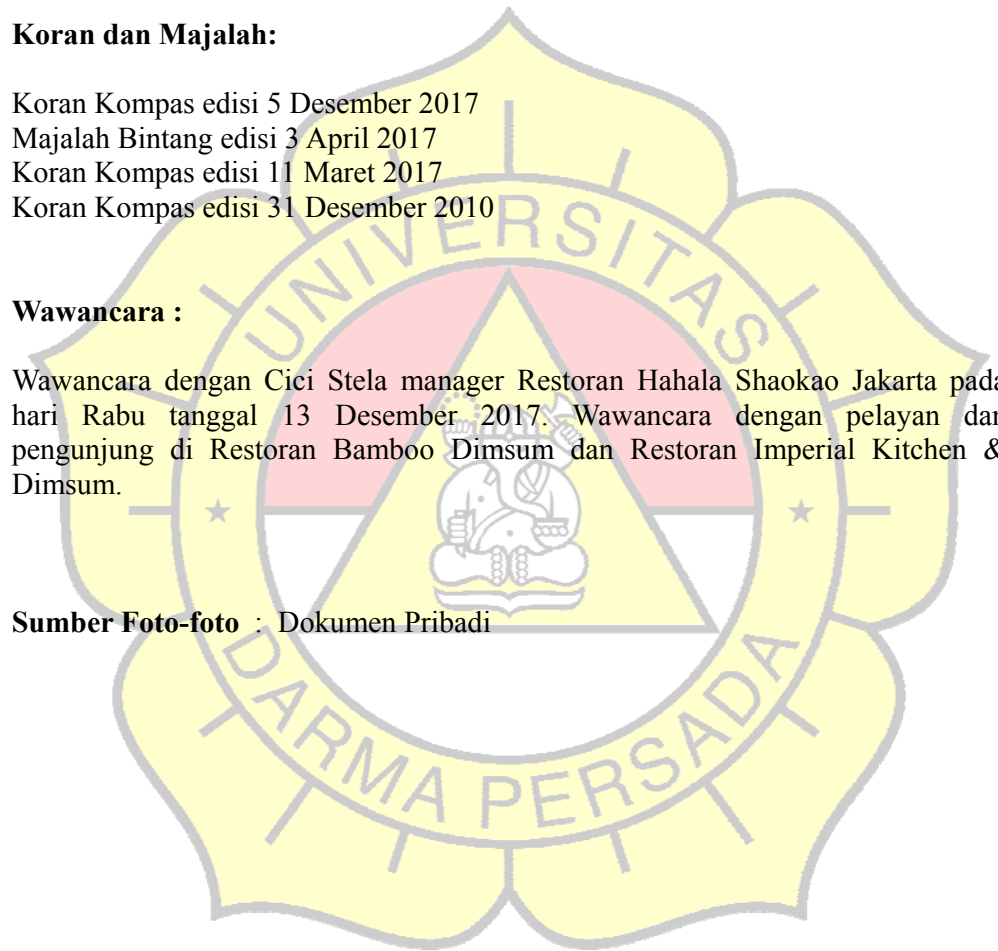 Koran dan Majalah:
Koran Kompas edisi 5 Desember 2017
Majalah Bintang edisi 3 April 2017
Koran Kompas edisi 11 Maret 2017
Koran Kompas edisi 31 Desember 2010
UNIVERSITAS
Wawancara :
Wawancara dengan Cici Stela manager Restoran Hahala Shaokao Jakarta pada
hari Rabu tanggal 13 Desember 2017. Wawancara dengan pelayan dan
pengunjung di Restoran Bamboo Dimsum dan Restoran Imperial Kitchen &
Dimsum.
Sumber Foto-foto : Dokumen Pribadi
DARMA PERSADA